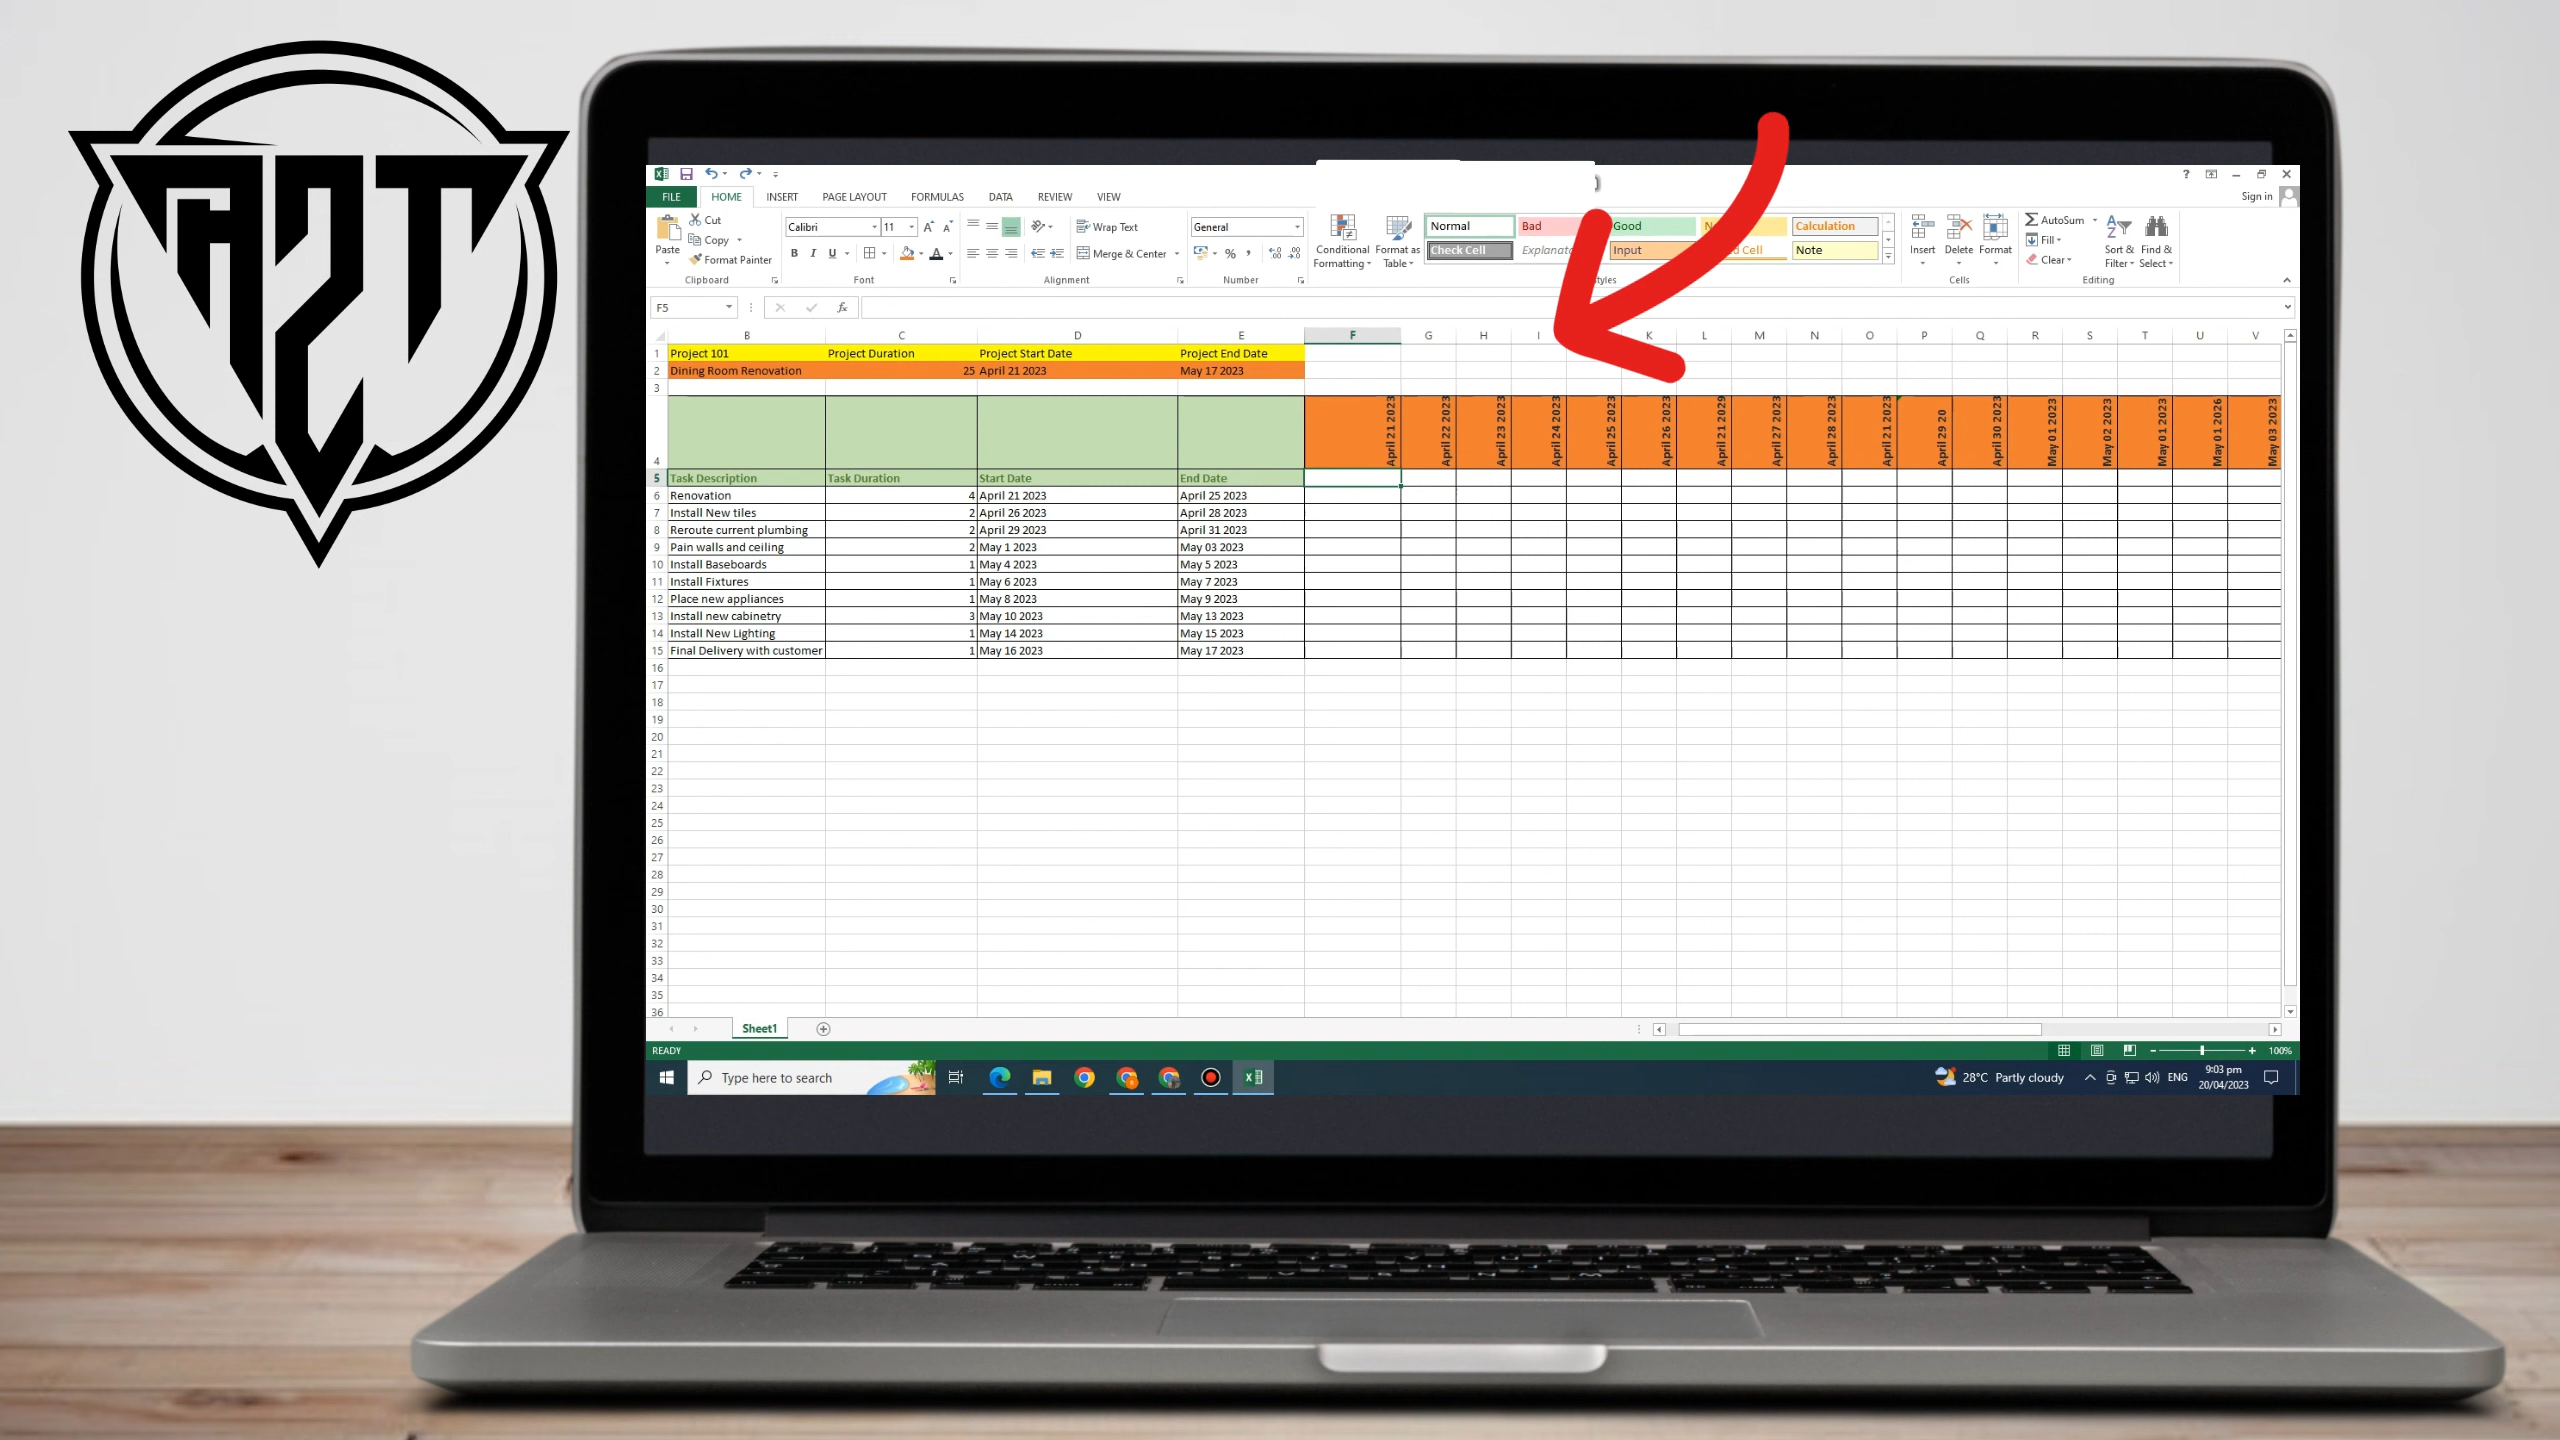 A2T
Sign in
FILE HOME INSERT PAGE LAYOUT FORMULAS DATA REVIEW VIEW
Paste
Cut
Copy
Format Painter
Clipboard
Calibri 11
B I U
Font
Wrap Text
Merge & Center
Alignment
General
%
Number
Conditional Formatting
Format as Table
Normal Bad Good Calculation
Check Cell Input Note
Insert Delete Format
Cells
AutoSum
Fill
Clear
Sort & Filter
Find & Select
Editing
F5 fx
B C D E F G H I K L M N O P Q R S T U V
1 Project 101 Project Duration Project Start Date Project End Date
2 Dining Room Renovation 25 April 21 2023 May 17 2023
3
4 April 21 2023 April 22 2023 April 23 2023 April 24 2023 April 25 2023 April 26 2023 April 21 2029 April 27 2023 April 28 2023 April 21 2023 April 29 20 April 30 2023 May 01 2023 May 02 2023 May 01 2023 May 01 2026 May 03 2023
5 Task Description Task Duration Start Date End Date
6 Renovation 4 April 21 2023 April 25 2023
7 Install New tiles 2 April 26 2023 April 28 2023
8 Reroute current plumbing 2 April 29 2023 April 31 2023
9 Pain walls and ceiling 2 May 1 2023 May 03 2023
10 Install Baseboards 1 May 4 2023 May 5 2023
11 Install Fixtures 1 May 6 2023 May 7 2023
12 Place new appliances 1 May 8 2023 May 9 2023
13 Install new cabinetry 3 May 10 2023 May 13 2023
14 Install New Lighting 1 May 14 2023 May 15 2023
15 Final Delivery with customer 1 May 16 2023 May 17 2023
16
17
18
19
20
21
22
23
24
25
26
27
28
29
30
31
32
33
34
35
36
Sheet1
READY 100%
Type here to search 28°C Partly cloudy ENG 9:03 pm
20/04/2023